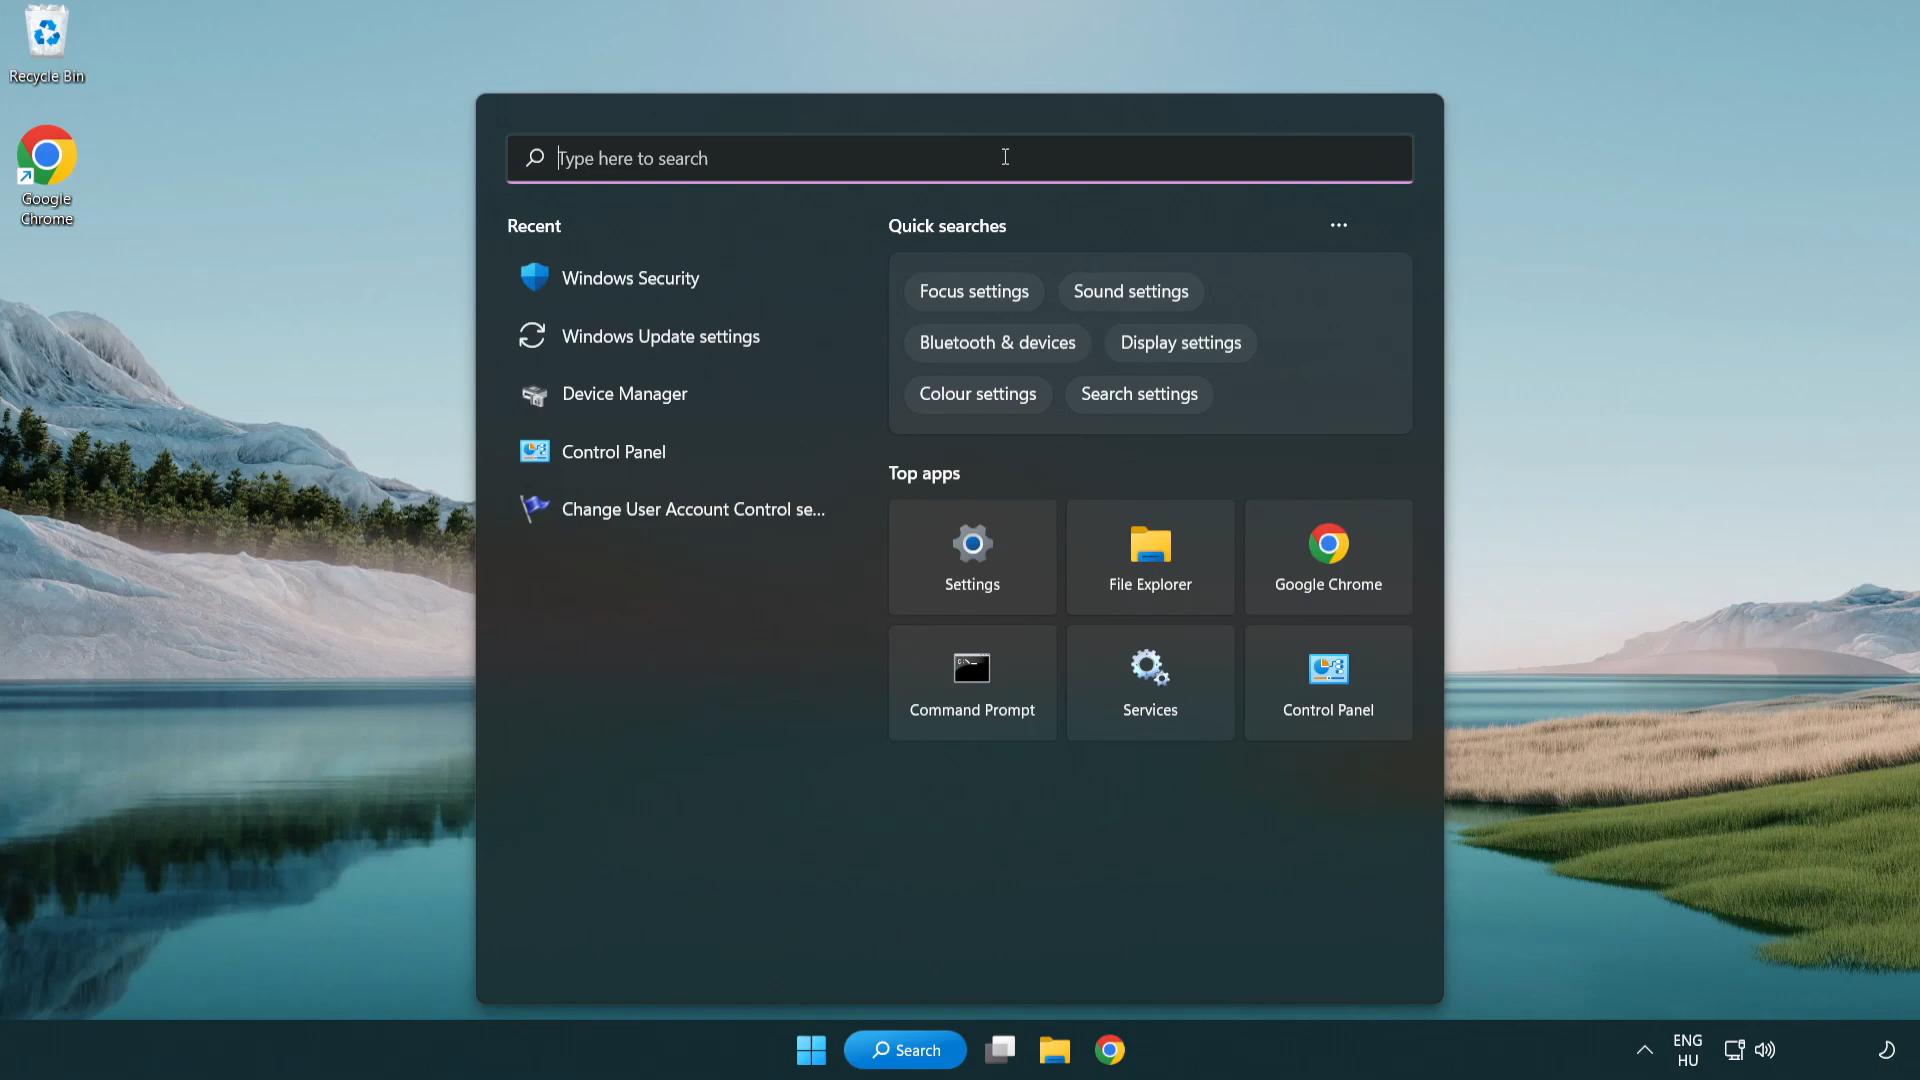 Recycle Bin
Google
Chrome
Type here to search
Recent
Windows Security
Windows Update settings
Device Manager
Control Panel
Change User Account Control se...
Quick searches
Focus settings
Sound settings
Bluetooth & devices
Display settings
Colour settings
Search settings
Top apps
Settings
File Explorer
Google Chrome
Command Prompt
Services
Control Panel
Search
ENG
HU